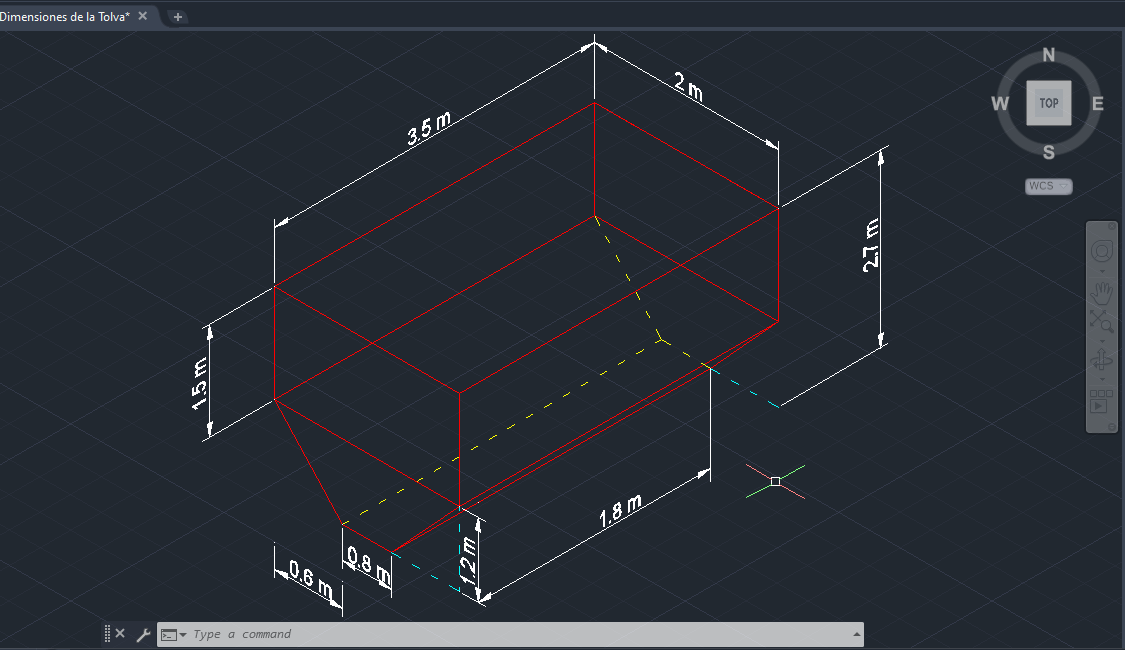 Dimensiones de la Tolva*
N
W
TOP
E
S
WCS
3.5 m
2 m
2.7 m
1.5 m
1.8 m
1.2 m
0.8 m
0.6 m
Type a command